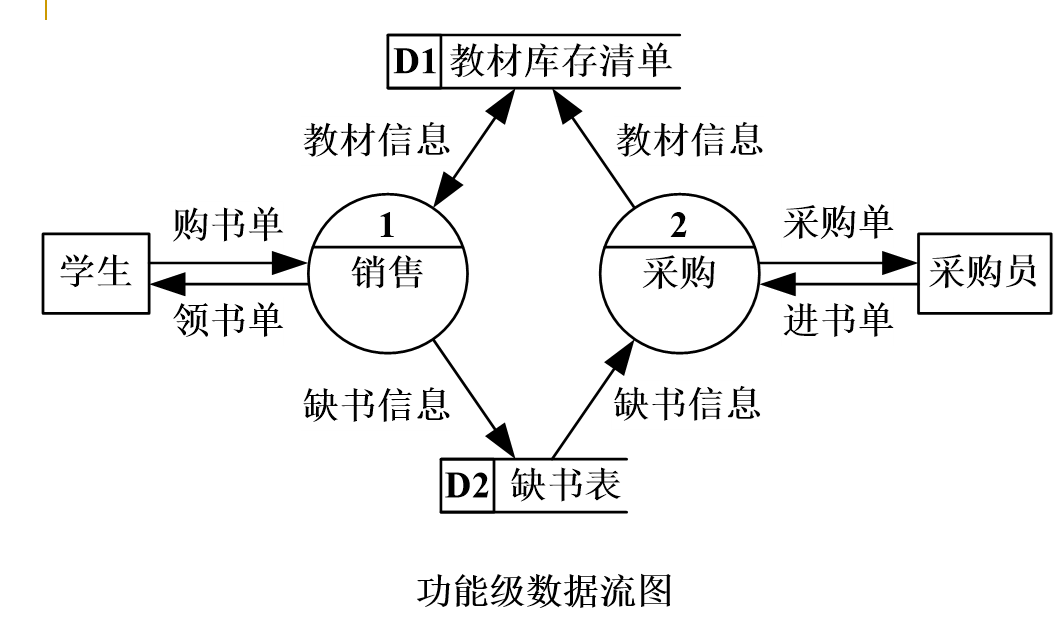 D1 教材库存清单
教材信息
教材信息
购书单
1
2
采购单
学生
销售
采购
采购员
领书单
进书单
缺书信息
缺书信息
D2 缺书表
功能级数据流图